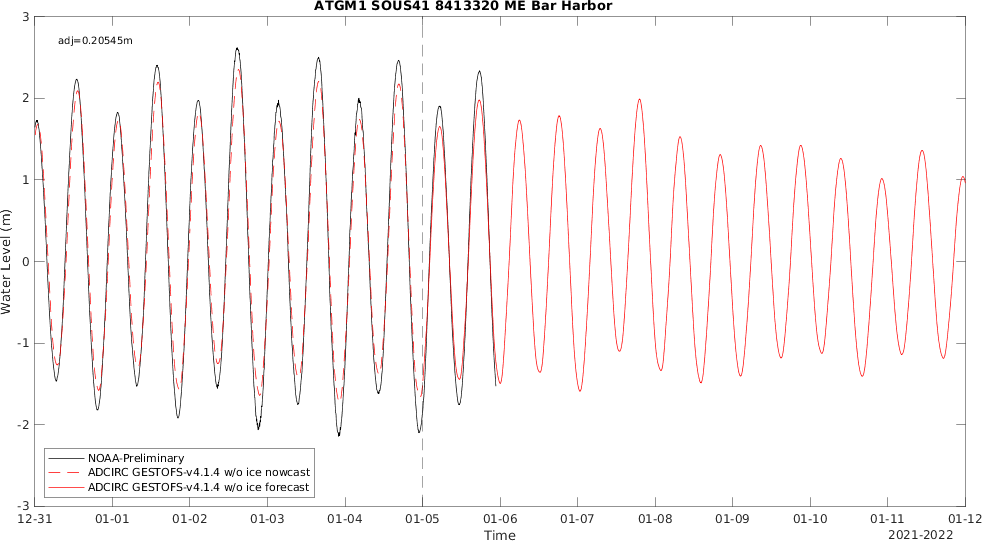 ATGM1 SOUS41 8413320 ME Bar Harbor
3
adj=0.20545m
2
1
0
-1
-2
-3
Water Level (m)
NOAA-Preliminary
ADCIRC GESTOFS-v4.1.4 w/o ice nowcast
ADCIRC GESTOFS-v4.1.4 w/o ice forecast
12-31 01-01 01-02 01-03 01-04 01-05 01-06 01-07 01-08 01-09 01-10 01-11 01-12
Time
2021-2022